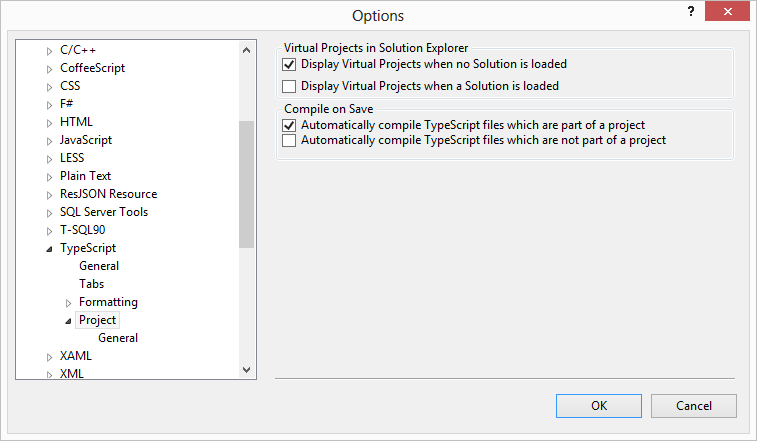 Options
?
C/C++
CoffeeScript
CSS
F#
HTML
JavaScript
LESS
Plain Text
ResJSON Resource
SQL Server Tools
T-SQL90
TypeScript
General
Tabs
Formatting
Project
General
XAML
XML
Virtual Projects in Solution Explorer
Display Virtual Projects when no Solution is loaded
Display Virtual Projects when a Solution is loaded
Compile on Save
Automatically compile TypeScript files which are part of a project
Automatically compile TypeScript files which are not part of a project
OK
Cancel